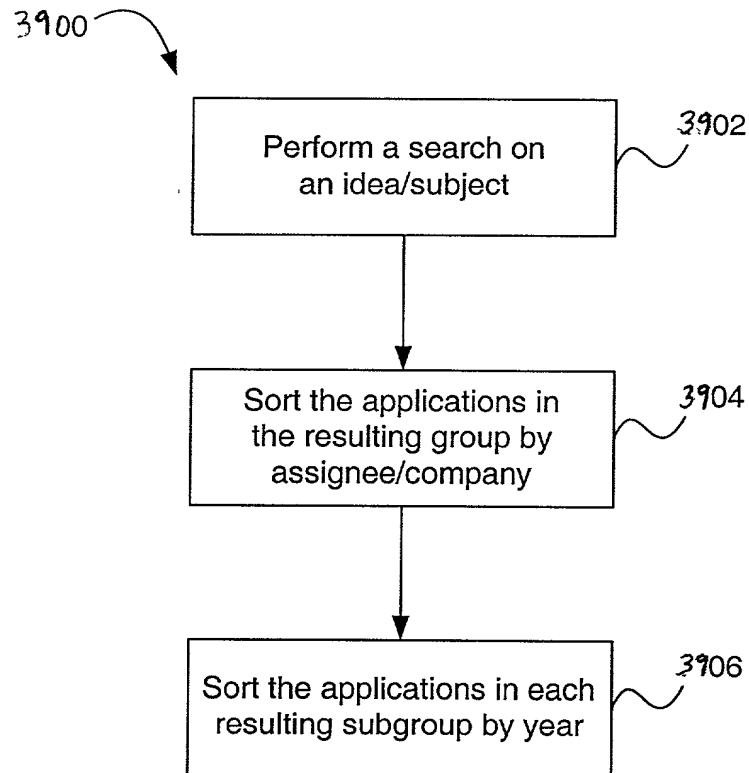 3900
Perform a search on
an idea/subject
3902
Sort the applications in
the resulting group by
assignee/company
3904
Sort the applications in each
resulting subgroup by year
3906